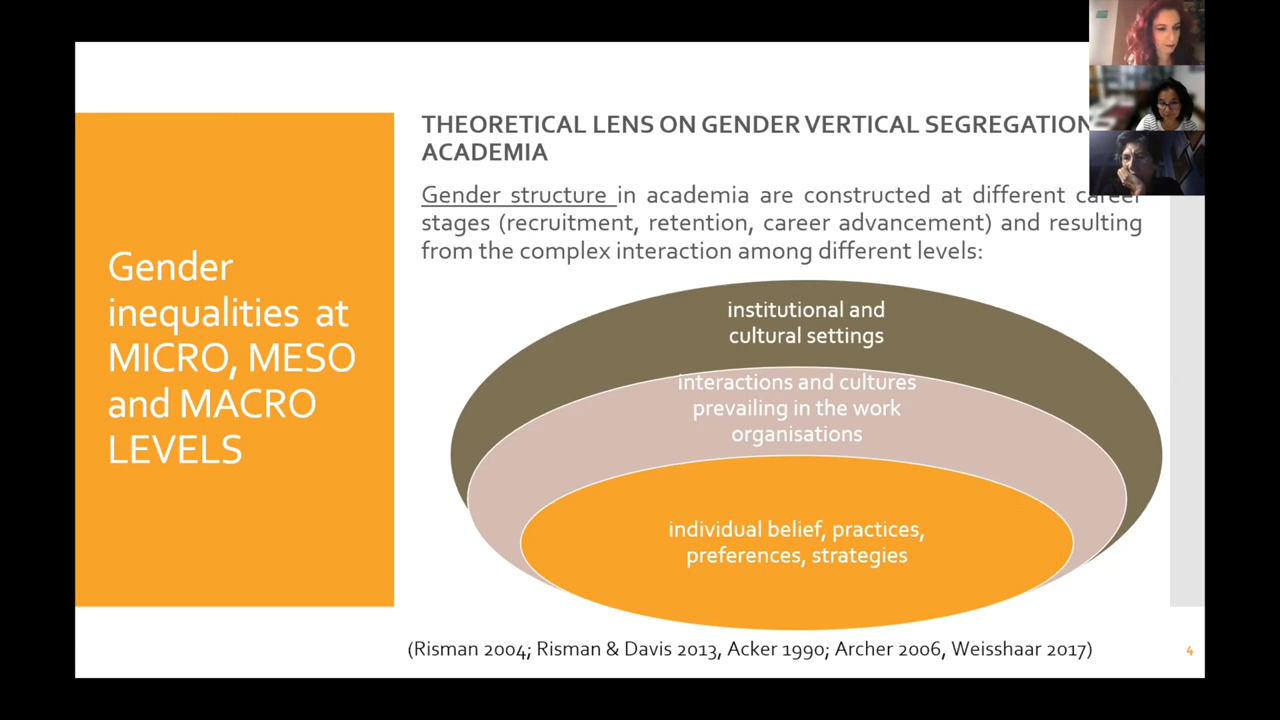 Gender
inequalities at
MICRO, MESO
and MACRO
LEVELS
THEORETICAL LENS ON GENDER VERTICAL SEGREGATION
ACADEMIA
Gender structure in academia are constructed at different career
stages (recruitment, retention, career advancement) and resulting
from the complex interaction among different levels:
institutional and
cultural settings
interactions and cultures
prevailing in the work
organisations
individual belief, practices,
preferences, strategies
(Risman 2004; Risman & Davis 2013, Acker 1990; Archer 2006, Weisshaar 2017)
4